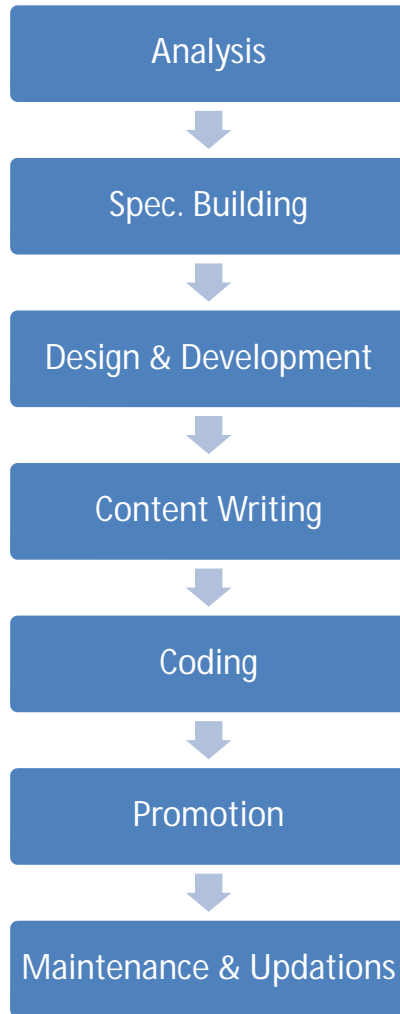 Analysis
Spec. Building
Design & Development
Content Writing
Coding
Promotion
Maintenance & Updations